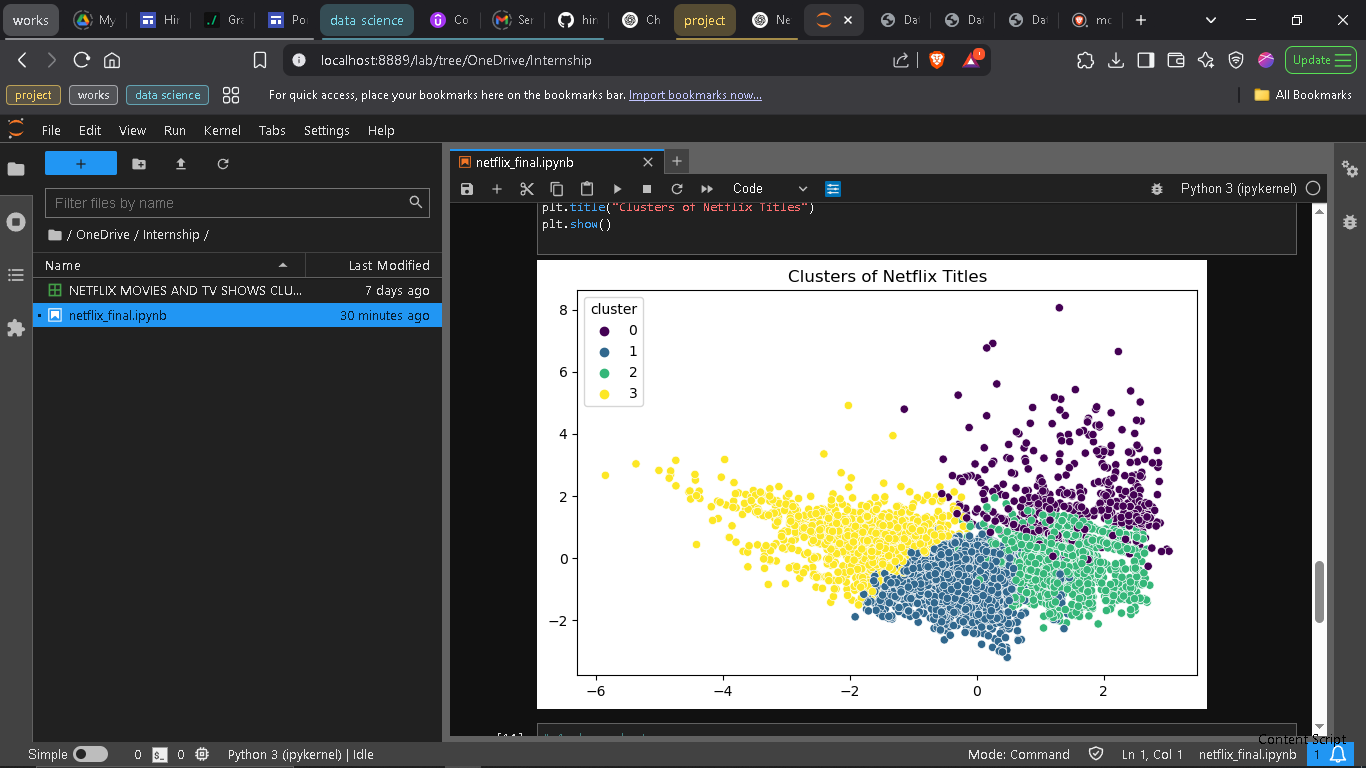 works
My
Hi
Gr
Po
data science
Co
Se
hir
Ch
project
Ne
Da
Da
Da
mo
localhost:8889/lab/tree/OneDrive/Internship
1
Update
project
works
data science
For quick access, place your bookmarks here on the bookmarks bar. Import bookmarks now...
All Bookmarks
File Edit View Run Kernel Tabs Settings Help
Filter files by name
/ OneDrive / Internship /
Name Last Modified
NETFLIX MOVIES AND TV SHOWS CLU... 7 days ago
netflix_final.ipynb 30 minutes ago
netflix_final.ipynb
Code
Python 3 (ipykernel)
plt.title("Clusters of Netflix Titles")
plt.show()
Clusters of Netflix Titles
cluster
0
1
2
3
8
6
4
2
0
−2
−6 −4 −2 0 2
Simple 0 $_ 0 Python 3 (ipykernel) | Idle
Mode: Command Ln 1, Col 1 netflix_final.ipynb 1
Content Script